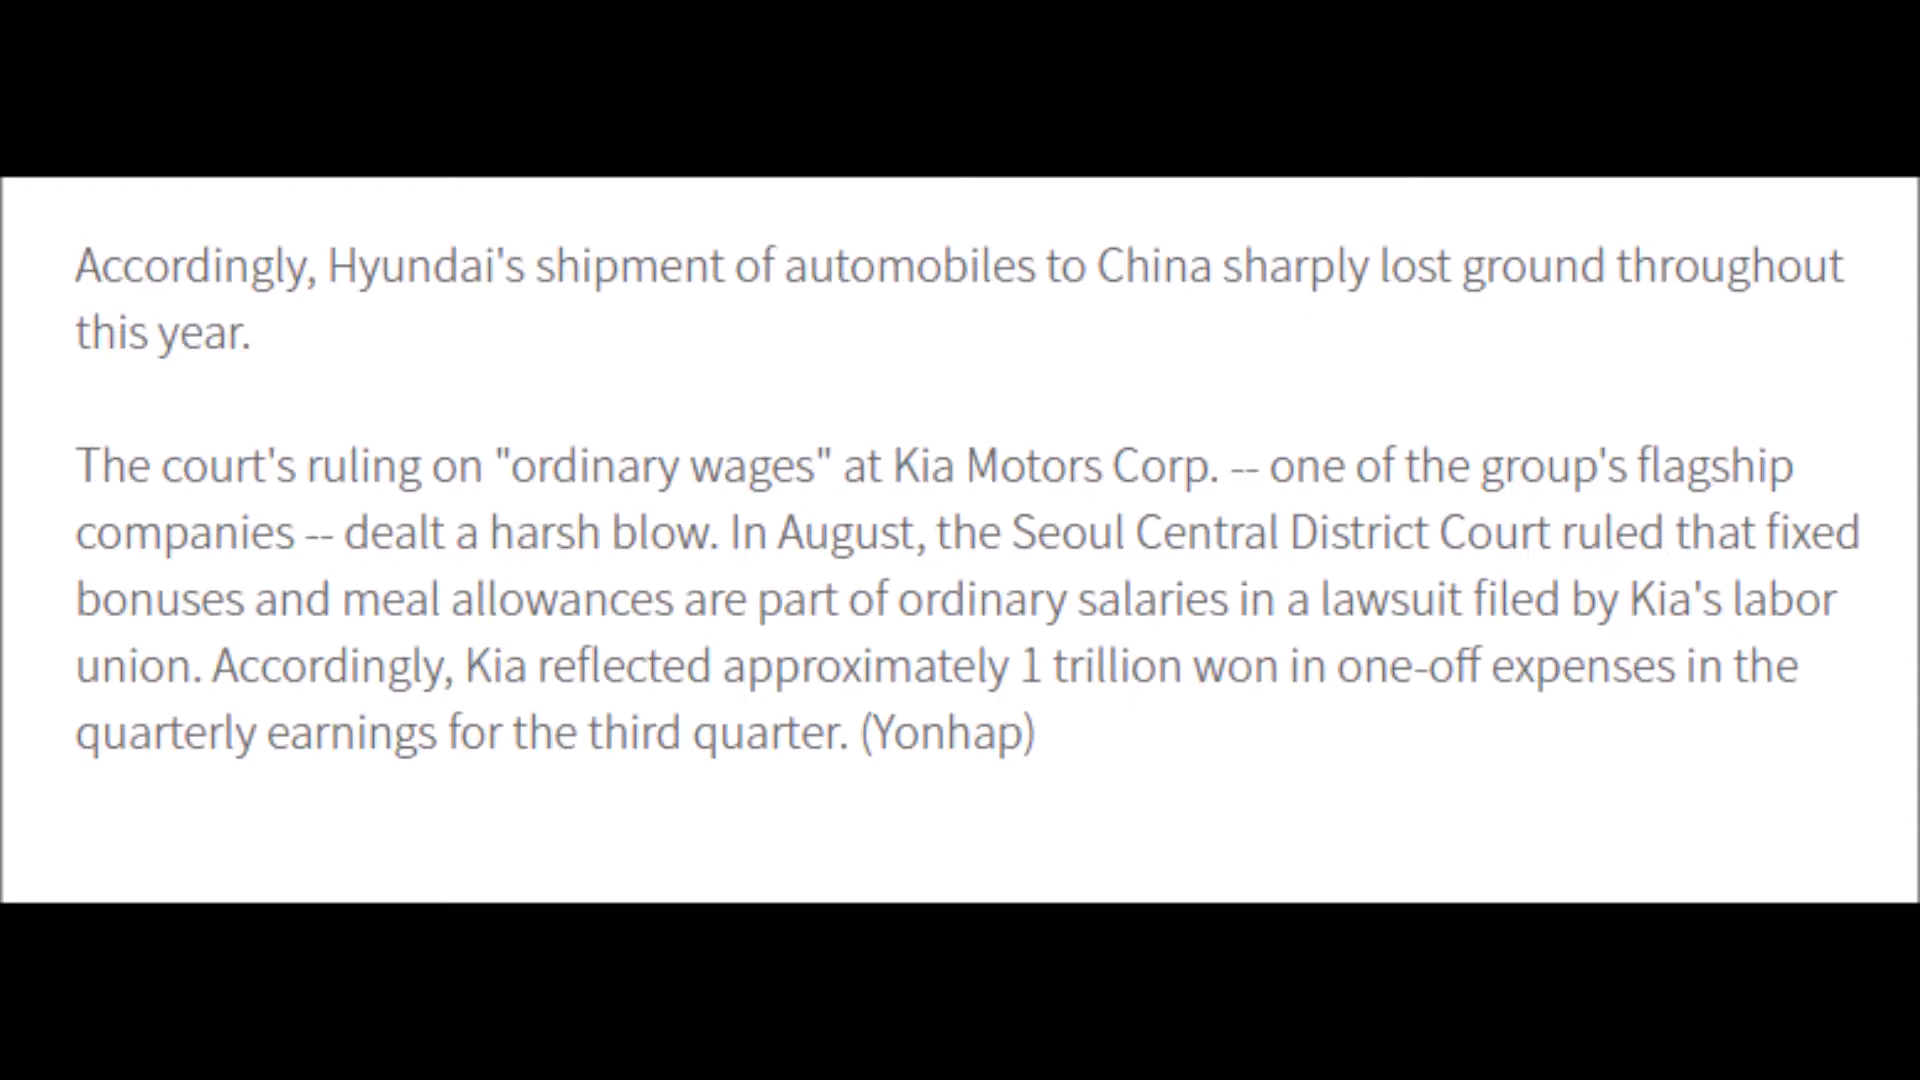 Accordingly, Hyundai's shipment of automobiles to China sharply lost ground throughout
this year.
The court's ruling on "ordinary wages" at Kia Motors Corp. -- one of the group's flagship
companies -- dealt a harsh blow. In August, the Seoul Central District Court ruled that fixed
bonuses and meal allowances are part of ordinary salaries in a lawsuit filed by Kia's labor
union. Accordingly, Kia reflected approximately 1 trillion won in one-off expenses in the
quarterly earnings for the third quarter. (Yonhap)